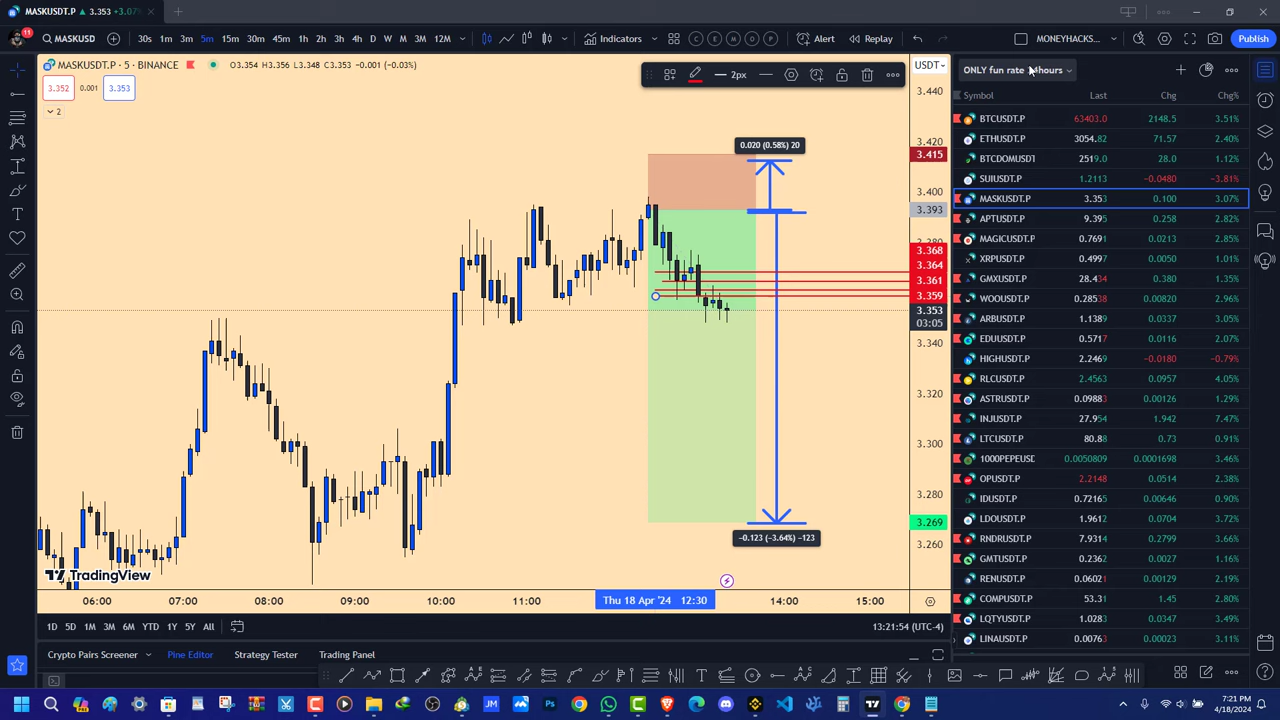 MASKUSDT.P ▲ 3.353 +3.07%
11
MASKUSD
30s 1m 3m 5m 15m 30m 1h 2h 3h 4h D W M 3M 12M
Indicators
C E M O P
Alert
Replay
MONEYHACKS...
Publish
MASKUSDT.P · 5 · BINANCE
O3.354 H3.356 L3.348 C3.353 -0.001 (-0.03%)
3.352 0.001 3.353
2
2px
USDT
0.020 (0.58%) 20
−0.123 (−3.64%) −123
3.440
3.420
3.415
3.400
3.393
3.380
3.368
3.364
3.361
3.359
3.353
03:05
3.340
3.320
3.300
3.280
3.269
3.260
TradingView
06:00 07:00 08:00 09:00 10:00 11:00 Thu 18 Apr '24 12:30 14:00 15:00
1D 5D 1M 3M 6M YTD 1Y 5Y All
13:21:54 (UTC-4)
Crypto Pairs Screener Pine Editor Strategy Tester Trading Panel
ONLY fun rate 4hours
Symbol Last Chg Chg%
BTCUSDT.P 63403.0 2148.5 3.51%
ETHUSDT.P 3054.82 71.57 2.40%
BTCDOMUSDT 2519.0 28.0 1.12%
SUIUSDT.P 1.2113 -0.0480 -3.81%
MASKUSDT.P 3.353 0.100 3.07%
APTUSDT.P 9.395 0.258 2.82%
MAGICUSDT.P 0.7691 0.0213 2.85%
XRPUSDT.P 0.4997 0.0050 1.01%
GMXUSDT.P 28.434 0.380 1.35%
WOOUSDT.P 0.28538 0.00820 2.96%
ARBUSDT.P 1.1389 0.0337 3.05%
EDUUSDT.P 0.5717 0.0116 2.07%
HIGHUSDT.P 2.2469 -0.0180 -0.79%
RLCUSDT.P 2.4563 0.0957 4.05%
ASTRUSDT.P 0.09883 0.00126 1.29%
INJUSDT.P 27.954 1.942 7.47%
LTCUSDT.P 80.88 0.73 0.91%
1000PEPEUSD 0.0050809 0.0001698 3.46%
OPUSDT.P 2.2148 0.0514 2.38%
IDUSDT.P 0.72165 0.00646 0.90%
LDOUSDT.P 1.9612 0.0704 3.72%
RNDRUSDT.P 7.9314 0.2799 3.66%
GMTUSDT.P 0.2362 0.0027 1.16%
RENUSDT.P 0.06021 0.00129 2.19%
COMPUSDT.P 53.31 1.45 2.80%
LQTYUSDT.P 1.0283 0.0347 3.49%
LINAUSDT.P 0.00763 0.00023 3.11%
7:21 PM
4/18/2024